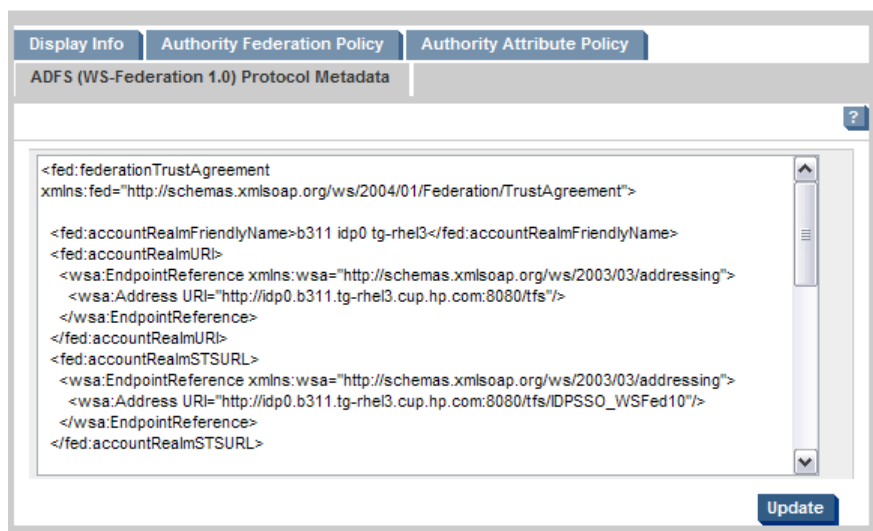 Display Info Authority Federation Policy Authority Attribute Policy
ADFS (WS-Federation 1.0) Protocol Metadata
?
<fed:federationTrustAgreement
xmlns:fed="http://schemas.xmlsoap.org/ws/2004/01/Federation/TrustAgreement">
<fed:accountRealmFriendlyName>b311 idp0 tg-rhel3</fed:accountRealmFriendlyName>
<fed:accountRealmURI>
<wsa:EndpointReference xmlns:wsa="http://schemas.xmlsoap.org/ws/2003/03/addressing">
<wsa:Address URI="http://idp0.b311.tg-rhel3.cup.hp.com:8080/tfs"/>
</wsa:EndpointReference>
</fed:accountRealmURI>
<fed:accountRealmSTSURL>
<wsa:EndpointReference xmlns:wsa="http://schemas.xmlsoap.org/ws/2003/03/addressing">
<wsa:Address URI="http://idp0.b311.tg-rhel3.cup.hp.com:8080/tfs/IDPSSO_WSFed10"/>
</wsa:EndpointReference>
</fed:accountRealmSTSURL>
Update